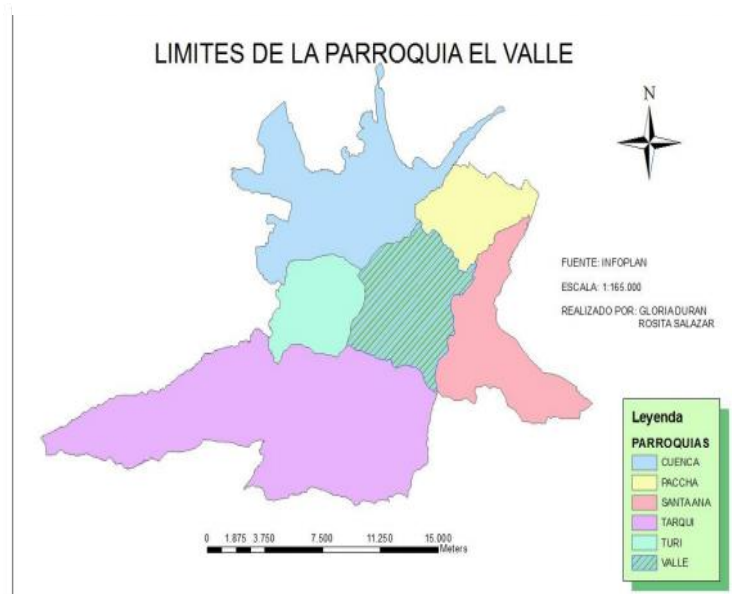 LIMITES DE LA PARROQUIA EL VALLE
N
FUENTE: INFOPLAN
ESCALA: 1:165.000
REALIZADO POR: GLORIA DURAN
ROSITA SALAZAR
Leyenda
PARROQUIAS
CUENCA
PACCHA
SANTA ANA
TARQUI
TURI
VALLE
0 1.875 3.750 7.500 11.250 15.000
Meters